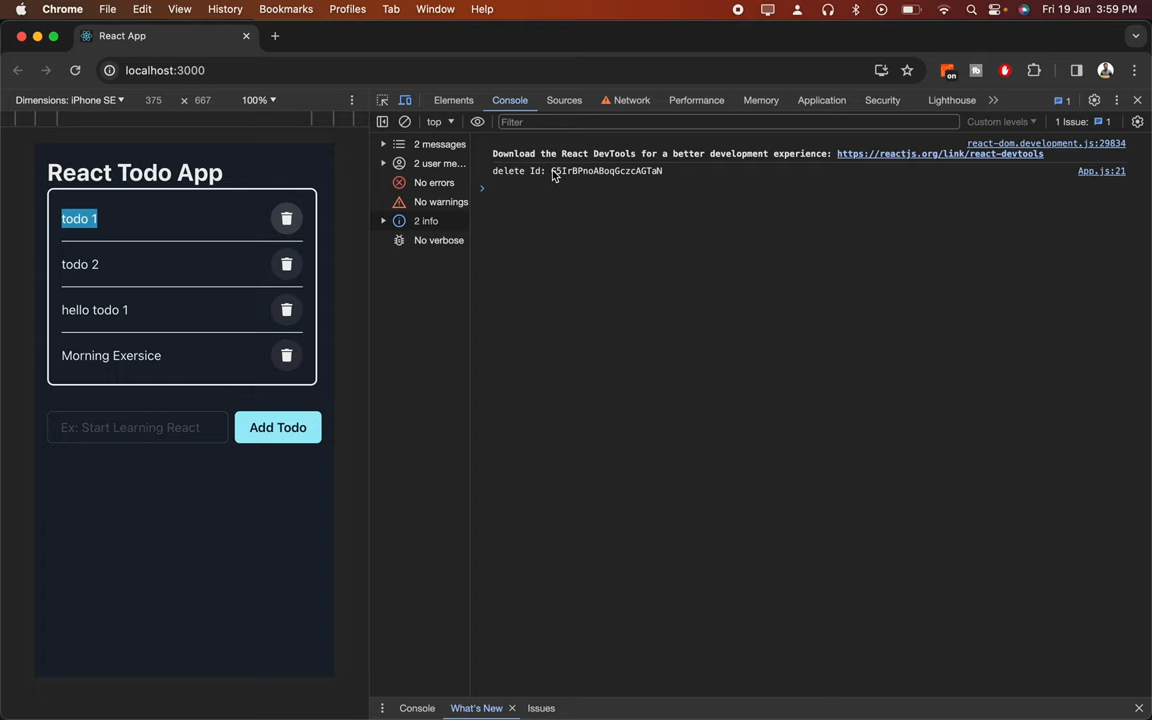 Chrome File Edit View History Bookmarks Profiles Tab Window Help Fri 19 Jan 3:59 PM
React App
localhost:3000
on
tb
Dimensions: iPhone SE 375 × 667 100%
Elements Console Sources Network Performance Memory Application Security Lighthouse 1
top Filter Custom levels 1 Issue: 1
2 messages
2 user me...
No errors
No warnings
2 info
No verbose
react-dom.development.js:29834
Download the React DevTools for a better development experience: https://reactjs.org/link/react-devtools
delete Id: App.js:21
React Todo App
todo 1
todo 2
hello todo 1
Morning Exersice
Ex: Start Learning React Add Todo
Console What's New Issues